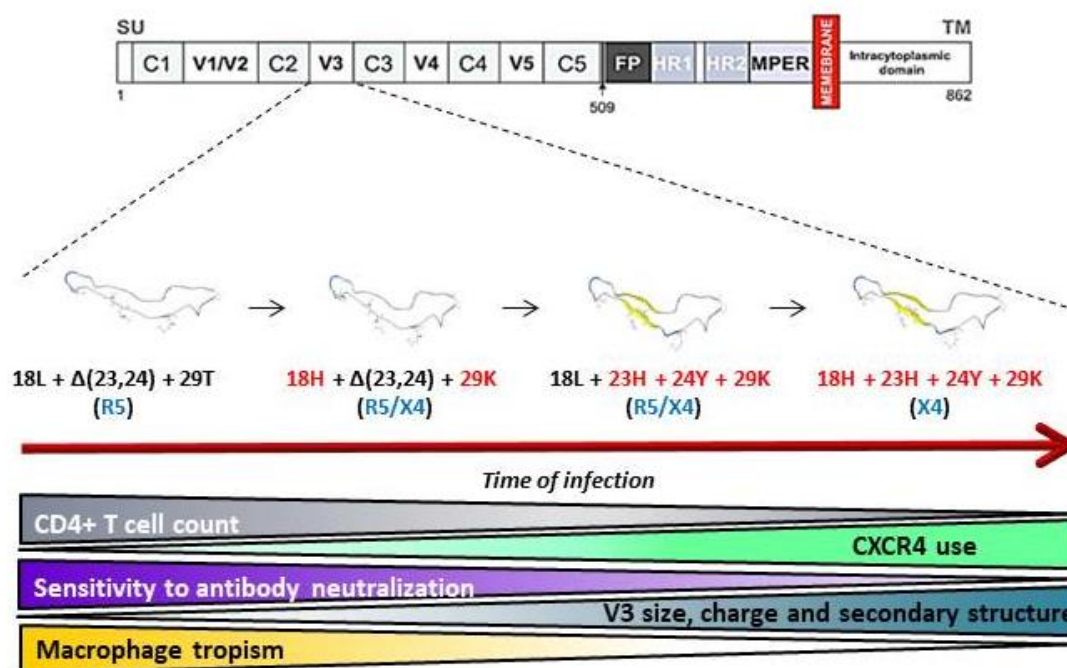 SU TM
C1 V1/V2 C2 V3 C3 V4 C4 V5 C5 FP HR1 HR2 MPER MEMEBRANE Intracytoplasmic domain
1 509 862
18L + Δ(23,24) + 29T 18H + Δ(23,24) + 29K 18L + 23H + 24Y + 29K 18H + 23H + 24Y + 29K
(R5) (R5/X4) (R5/X4) (X4)
Time of infection
CD4+ T cell count
CXCR4 use
Sensitivity to antibody neutralization
V3 size, charge and secondary structure
Macrophage tropism